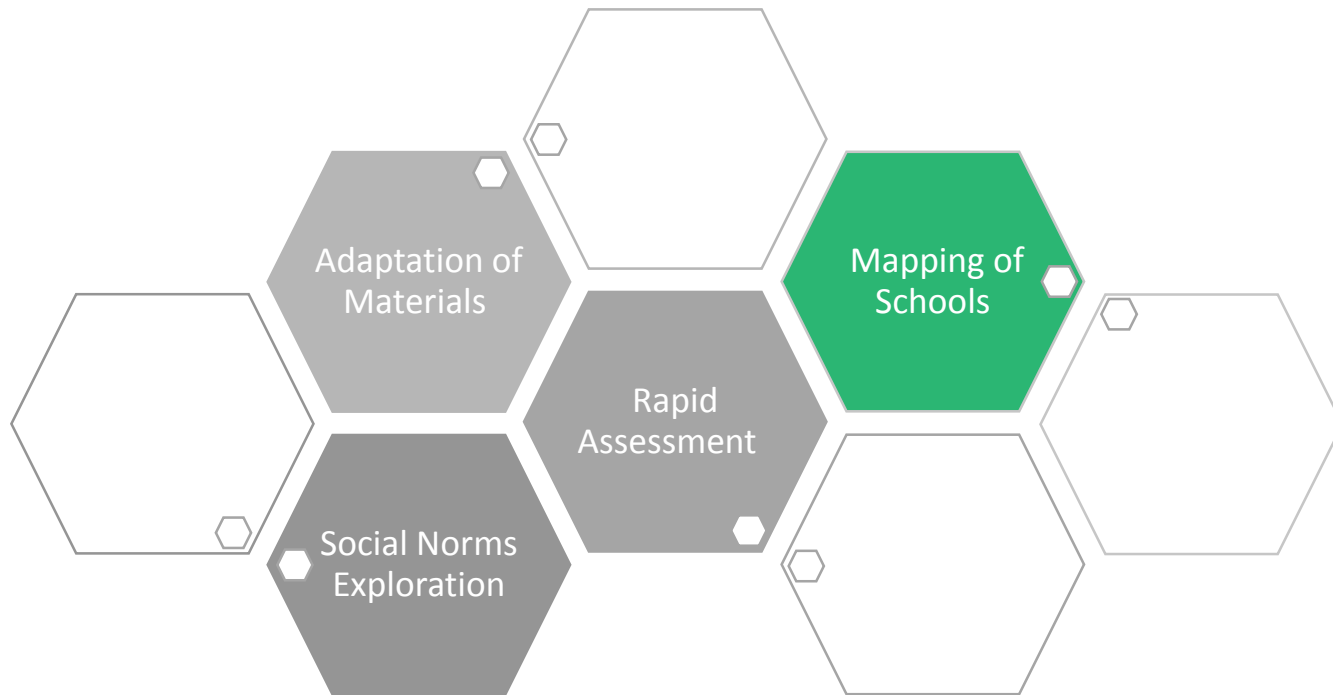 Adaptation of
Materials
Mapping of
Schools
Rapid
Assessment
Social Norms
Exploration